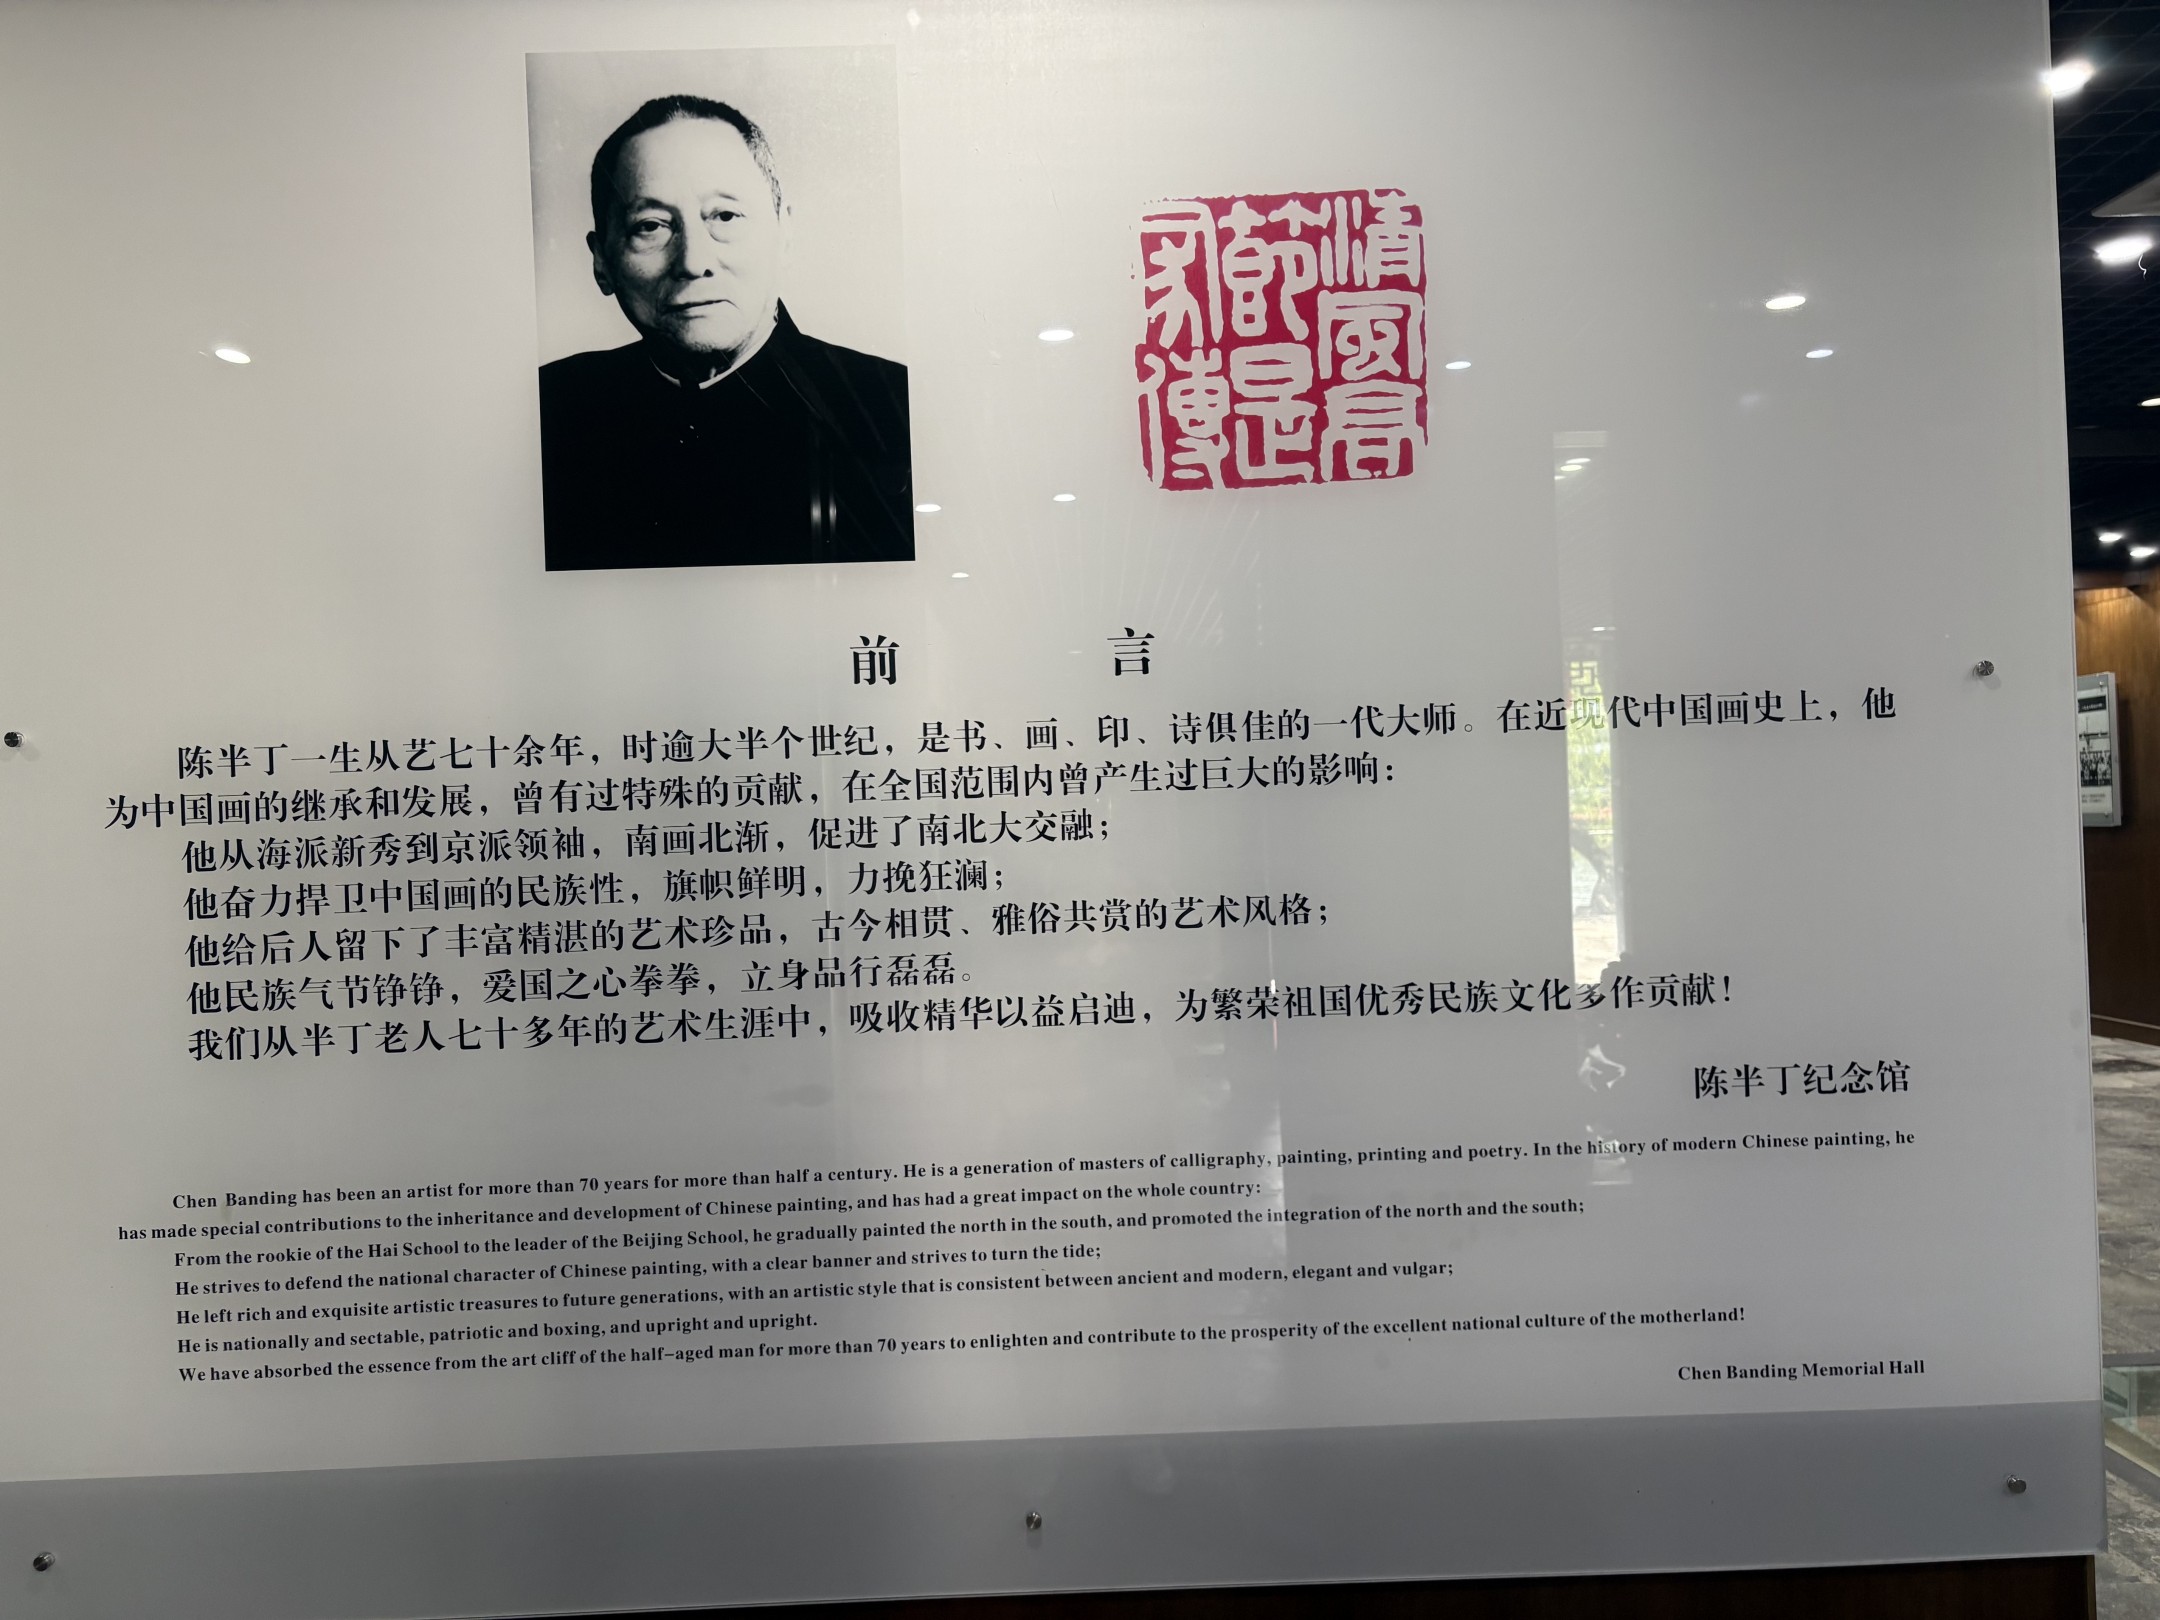 清风高
节是
家传
前言
陈半丁一生从艺七十余年，时逾大半个世纪，是书、画、印、诗俱佳的一代大师。在近现代中国画史上，他
为中国画的继承和发展，曾有过特殊的贡献，在全国范围内曾产生过巨大的影响：
他从海派新秀到京派领袖，南画北渐，促进了南北大交融；
他奋力捍卫中国画的民族性，旗帜鲜明，力挽狂澜；
他给后人留下了丰富精湛的艺术珍品，古今相贯、雅俗共赏的艺术风格；
他民族气节铮铮，爱国之心拳拳，立身品行磊磊。
我们从半丁老人七十多年的艺术生涯中，吸收精华以益启迪，为繁荣祖国优秀民族文化多作贡献！
陈半丁纪念馆
Chen Banding has been an artist for more than 70 years for more than half a century. He is a generation of masters of calligraphy, painting, printing and poetry. In the history of modern Chinese painting, he
has made special contributions to the inheritance and development of Chinese painting, and has had a great impact on the whole country:
From the rookie of the Hai School to the leader of the Beijing School, he gradually painted the north in the south, and promoted the integration of the north and the south;
He strives to defend the national character of Chinese painting, with a clear banner and strives to turn the tide;
He left rich and exquisite artistic treasures to future generations, with an artistic style that is consistent between ancient and modern, elegant and vulgar;
He is nationally and sectable, patriotic and boxing, and upright and upright.
We have absorbed the essence from the art cliff of the half-aged man for more than 70 years to enlighten and contribute to the prosperity of the excellent national culture of the motherland!
Chen Banding Memorial Hall